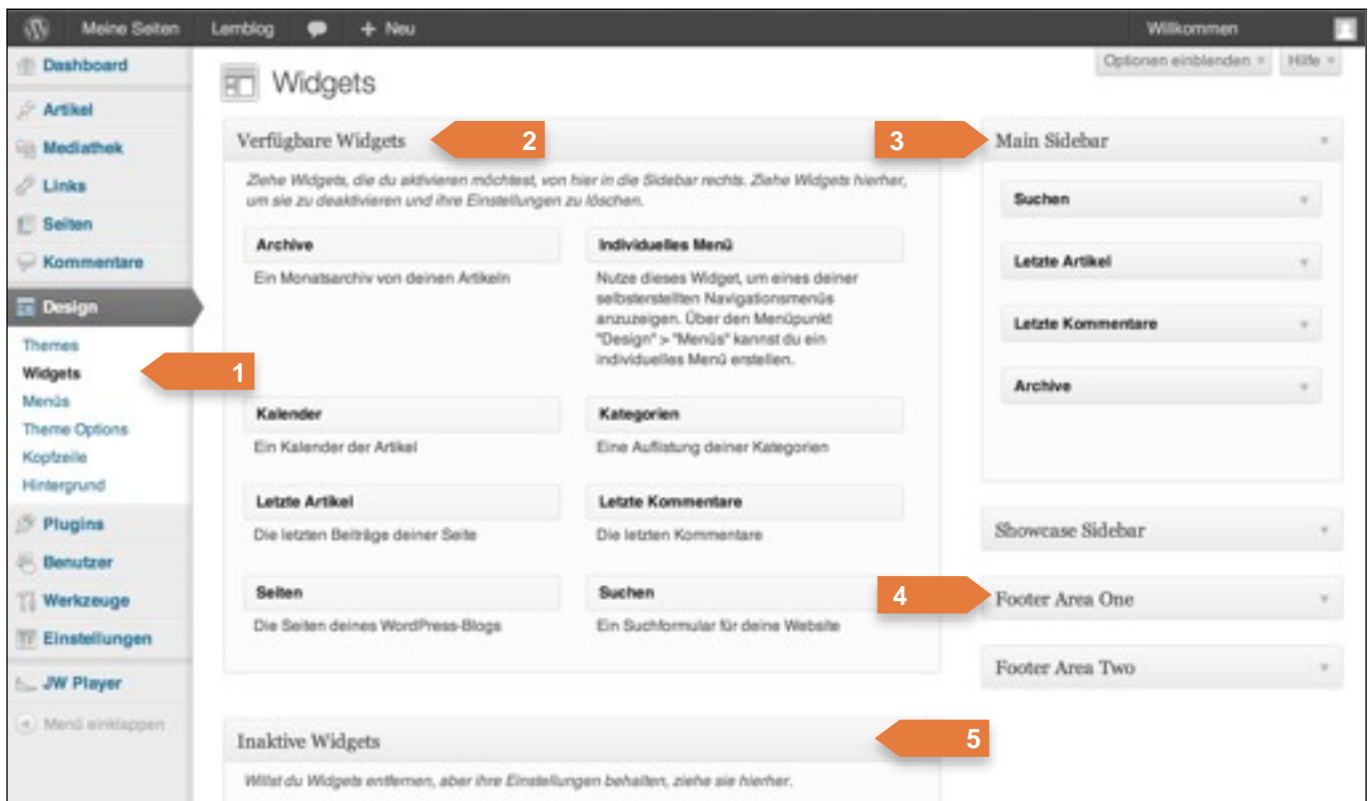 Meine Seiten Lernblog + Neu Willkommen
Optionen einblenden Hilfe
Dashboard
Artikel
Mediathek
Links
Seiten
Kommentare
Design
Themes
Widgets
1
Menüs
Theme Options
Kopfzeile
Hintergrund
Plugins
Benutzer
Werkzeuge
Einstellungen
JW Player
Menü einklappen
Widgets
Verfügbare Widgets
2
Ziehe Widgets, die du aktivieren möchtest, von hier in die Sidebar rechts. Ziehe Widgets hierher,
um sie zu deaktivieren und ihre Einstellungen zu löschen.
Archive
Ein Monatsarchiv von deinen Artikeln
Individuelles Menü
Nutze dieses Widget, um eines deiner
selbsterstellten Navigationsmenüs
anzuzeigen. Über den Menüpunkt
"Design" > "Menüs" kannst du ein
individuelles Menü erstellen.
Kalender
Ein Kalender der Artikel
Kategorien
Eine Auflistung deiner Kategorien
Letzte Artikel
Die letzten Beiträge deiner Seite
Letzte Kommentare
Die letzten Kommentare
Seiten
Die Seiten deines WordPress-Blogs
Suchen
Ein Suchformular für deine Website
Inaktive Widgets
5
Willst du Widgets entfernen, aber ihre Einstellungen behalten, ziehe sie hierher.
3
Main Sidebar
Suchen
Letzte Artikel
Letzte Kommentare
Archive
Showcase Sidebar
4
Footer Area One
Footer Area Two